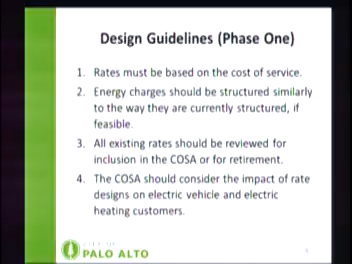 Design Guidelines (Phase One)
1. Rates must be based on the cost of service.
2. Energy charges should be structured similarly
to the way they are currently structured, if
feasible.
3. All existing rates should be reviewed for
inclusion in the COSA or for retirement.
4. The COSA should consider the impact of rate
designs on electric vehicle and electric
heating customers.
CITY OF
PALO ALTO